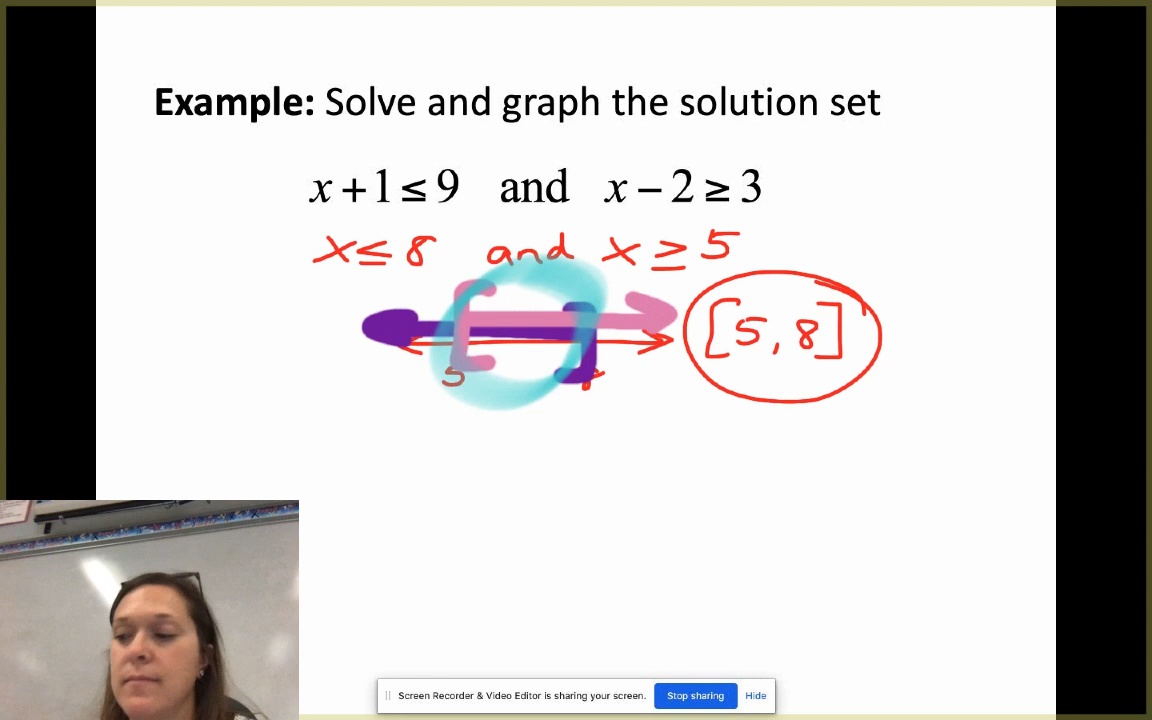 Example: Solve and graph the solution set
x + 1 ≤ 9 and x − 2 ≥ 3
x ≤ 8 and x ≥ 5
[5, 8]
5 8
Screen Recorder & Video Editor is sharing your screen. Stop sharing Hide